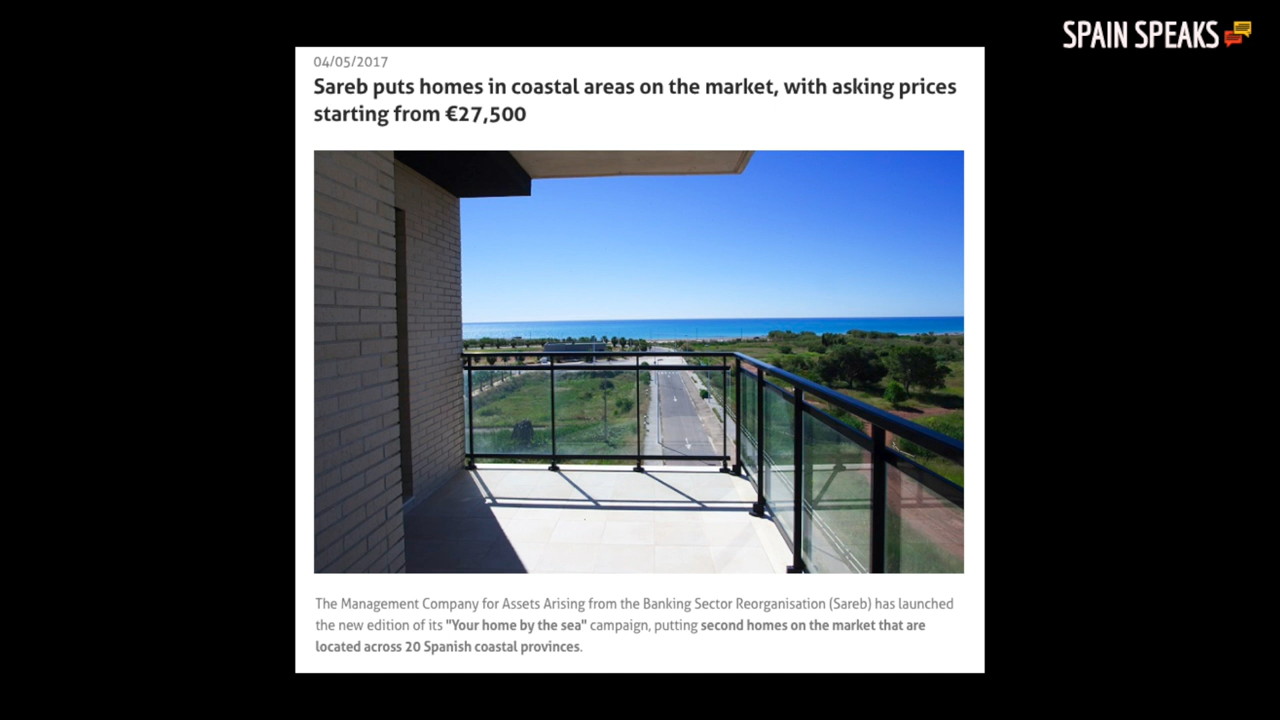 SPAIN SPEAKS
04/05/2017
Sareb puts homes in coastal areas on the market, with asking prices
starting from €27,500
The Management Company for Assets Arising from the Banking Sector Reorganisation (Sareb) has launched
the new edition of its "Your home by the sea" campaign, putting second homes on the market that are
located across 20 Spanish coastal provinces.